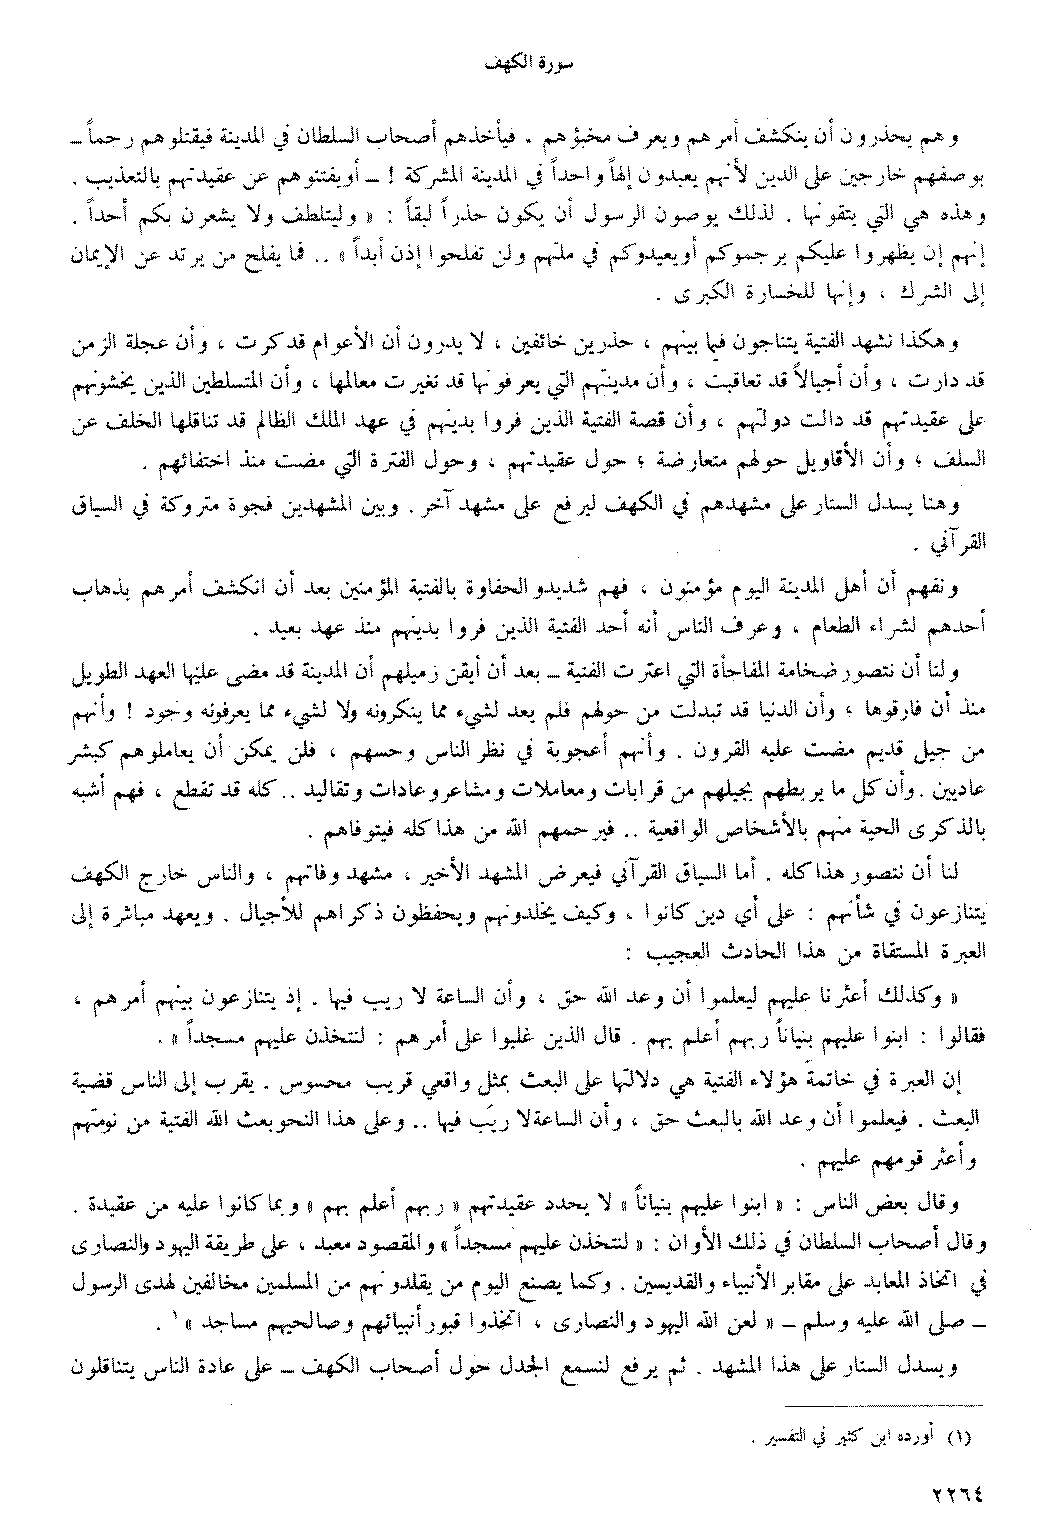 سورة الكهف
وهم يحذرون أن ينكشف أمرهم ويعرف مخبؤهم . فيأخذهم أصحاب السلطان في المدينة فيقتلوهم رجماً –
بوصفهم خارجين على الدين لأنهم يعبدون إلهاً واحداً في المدينة المشركة ! – أو يفتنوهم عن عقيدتهم بالتعذيب .
وهذه هي التي يتقونها . لذلك يوصون الرسول أن يكون حذراً لبقاً : « وليتلطف ولا يشعرن بكم أحداً .
إنهم إن يظهروا عليكم يرجموكم أو يعيدوكم في ملتهم ولن تفلحوا إذن أبداً » .. فما يفلح من يرتد عن الإيمان
إلى الشرك ، وإنها للخسارة الكبرى .
وهكذا نشهد الفتية يتناجون فيما بينهم ، حذرين خائفين ، لا يدرون أن الأعوام قد كرت ، وأن عجلة الزمن
قد دارت ، وأن أجيالاً قد تعاقبت ، وأن مدينتهم التي يعرفونها قد تغيرت معالمها ، وأن المتسلطين الذين يخشونهم
على عقيدتهم قد دالت دولتهم ، وأن قصة الفتية الذين فروا بدينهم في عهد الملك الظالم قد تناقلها الخلف عن
السلف ؛ وأن الأقاويل حولهم متعارضة ؛ حول عقيدتهم ، وحول الفترة التي مضت منذ اختفائهم .
وهنا يسدل الستار على مشهدهم في الكهف ليرفع على مشهد آخر . وبين المشهدين فجوة متروكة في السياق
القرآني .
ونفهم أن أهل المدينة اليوم مؤمنون ، فهم شديدو الحفاوة بالفتية المؤمنين بعد أن انكشف أمرهم بذهاب
أحدهم لشراء الطعام ، وعرف الناس أنه أحد الفتية الذين فروا بدينهم منذ عهد بعيد .
ولنا أن نتصور ضخامة المفاجأة التي اعترت الفتية – بعد أن أيقن زميلهم أن المدينة قد مضى عليها العهد الطويل
منذ أن فارقوها ؛ وأن الدنيا قد تبدلت من حولهم فلم يعد لشيء مما ينكرونه ولا لشيء مما يعرفونه وجود ! وأنهم
من جيل قديم مضت عليه القرون . وأنهم أعجوبة في نظر الناس وحسهم ، فلن يمكن أن يعاملوهم كبشر
عاديين . وأن كل ما يربطهم بجيلهم من قرابات ومعاملات ومشاعر وعادات وتقاليد .. كله قد تقطع ، فهم أشبه
بالذكرى الحية منهم بالأشخاص الواقعية .. فيرحمهم الله من هذا كله فيتوفاهم .
لنا أن نتصور هذا كله . أما السياق القرآني فيعرض المشهد الأخير ، مشهد وفاتهم ، والناس خارج الكهف
يتنازعون في شأنهم : على أي دين كانوا ، وكيف يخلدونهم ويحفظون ذكراهم للأجيال . ويعهد مباشرة إلى
العبرة المستقاة من هذا الحادث العجيب :
« وكذلك أعثرنا عليهم ليعلموا أن وعد الله حق ، وأن الساعة لا ريب فيها . إذ يتنازعون بينهم أمرهم ،
فقالوا : ابنوا عليهم بنياناً ربهم أعلم بهم . قال الذين غلبوا على أمرهم : لنتخذن عليهم مسجداً » .
إن العبرة في خاتمة هؤلاء الفتية هي دلالتها على البعث بمثل واقعي قريب محسوس . يقرب إلى الناس قضية
البعث . فيعلموا أن وعد الله بالبعث حق ، وأن الساعة لا ريب فيها .. وعلى هذا النحو بعث الله الفتية من نومتهم
وأعثر قومهم عليهم .
وقال بعض الناس : « ابنوا عليهم بنياناً » لا يحدد عقيدتهم « ربهم أعلم بهم » وبما كانوا عليه من عقيدة .
وقال أصحاب السلطان في ذلك الأوان : « لنتخذن عليهم مسجداً » والمقصود معبد ، على طريقة اليهود والنصارى
في اتخاذ المعابد على مقابر الأنبياء والقديسين . وكما يصنع اليوم من يقلدونهم من المسلمين مخالفين لهدى الرسول
– صلى الله عليه وسلم – « لعن الله اليهود والنصارى ، اتخذوا قبور أنبيائهم وصالحيهم مساجد » ١ .
ويسدل الستار على هذا المشهد . ثم يرفع لنسمع الجدل حول أصحاب الكهف – على عادة الناس يتناقلون
(١) أورده ابن كثير في التفسير .
٢٢٦٤